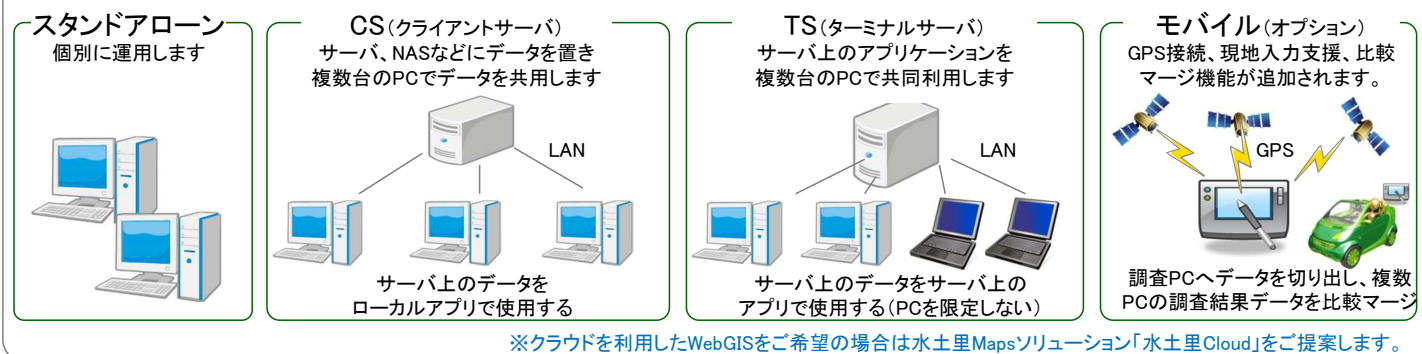 スタンドアローン
個別に運用します
CS(クライアントサーバ)
サーバ、NASなどにデータを置き
複数台のPCでデータを共用します
LAN
サーバ上のデータを
ローカルアプリで使用する
TS(ターミナルサーバ)
サーバ上のアプリケーションを
複数台のPCで共同利用します
LAN
サーバ上のデータをサーバ上の
アプリで使用する(PCを限定しない)
モバイル(オプション)
GPS接続、現地入力支援、比較
マージ機能が追加されます。
GPS
調査PCへデータを切り出し、複数
PCの調査結果データを比較マージ
※クラウドを利用したWebGISをご希望の場合は水土里Mapsソリューション「水土里Cloud」をご提案します。